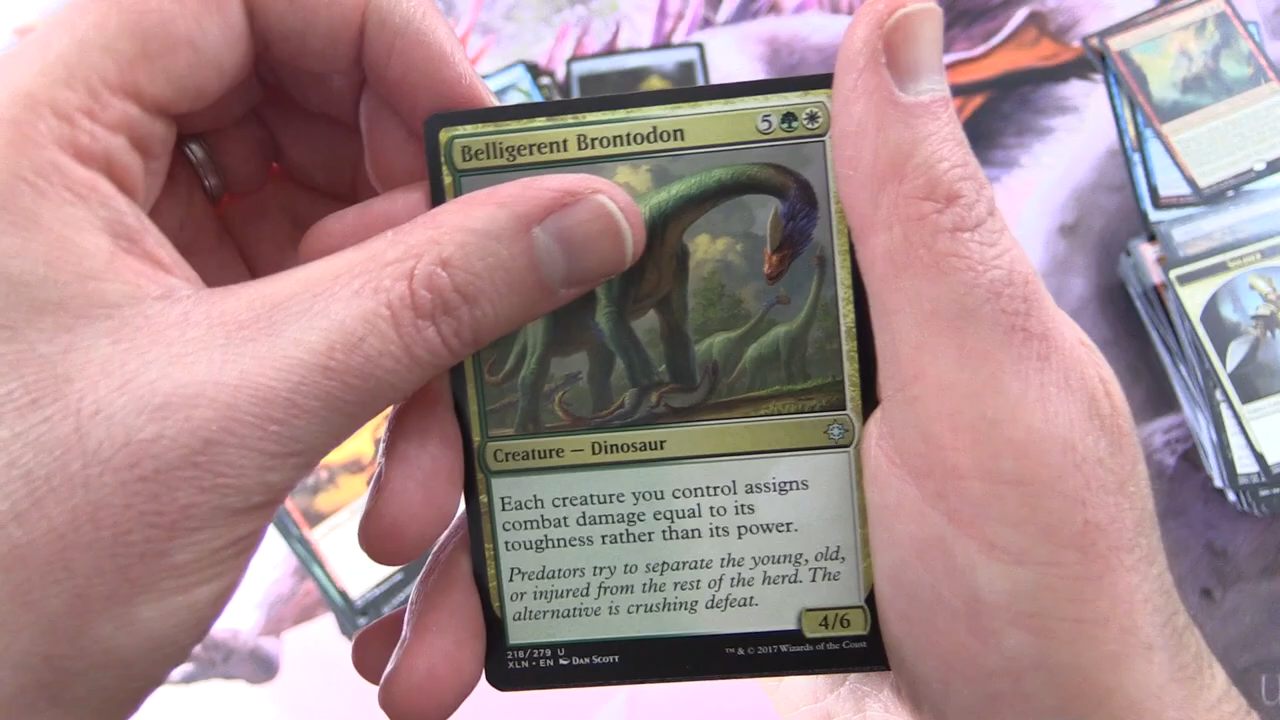 Belligerent Brontodon 5
Creature — Dinosaur
Each creature you control assigns
combat damage equal to its
toughness rather than its power.
Predators try to separate the young, old,
or injured from the rest of the herd. The
alternative is crushing defeat.
4/6
218/279 U
XLN • EN DAN SCOTT
™ & © 2017 Wizards of the Coast